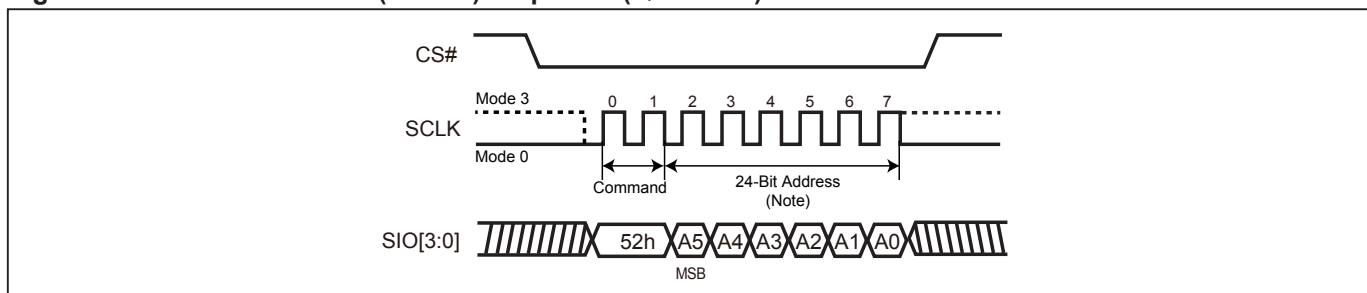 CS#
Mode 3
0 1 2 3 4 5 6 7
SCLK
Mode 0
Command
24-Bit Address
(Note)
SIO[3:0]
52h A5 A4 A3 A2 A1 A0
MSB